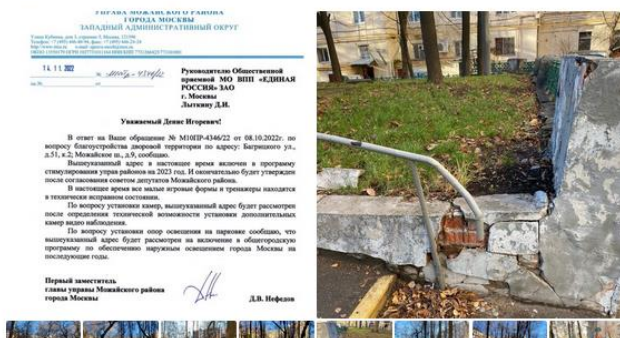 УПРАВА МОЖАЙСКОГО РАЙОНА
ГОРОДА МОСКВЫ
ЗАПАДНЫЙ АДМИНИСТРАТИВНЫЙ ОКРУГ
14. 11. 2022
Руководителю Общественной
приемной МО ВПП «ЕДИНАЯ
РОССИЯ» ЗАО
г. Москвы
Лыткину Д.И.
Уважаемый Денис Игоревич!
В ответ на Ваше обращение № М10ПР-4346/22 от 08.10.2022г. по
вопросу благоустройства дворовой территории по адресу: Багрицкого ул.,
д.51, к.2; Можайское ш., д.9, сообщаю.
Вышеуказанный адрес в настоящее время включен в программу
стимулирования управ районов на 2023 год. И окончательно будет утвержден
после согласования советом депутатов Можайского района.
В настоящее время все малые игровые формы и тренажеры находится
в технически исправном состоянии.
По вопросу установки камер, вышеуказанный адрес будет рассмотрен
после определения технической возможности установки дополнительных
камер видео наблюдения.
По вопросу установки опор освещения на парковке сообщаю, что
вышеуказанный адрес будет рассмотрен на включение в общегородскую
программу по обеспечению наружным освещением города Москвы на
последующие годы.
Первый заместитель
главы управы Можайского района
города Москвы
Д.В. Нефедов